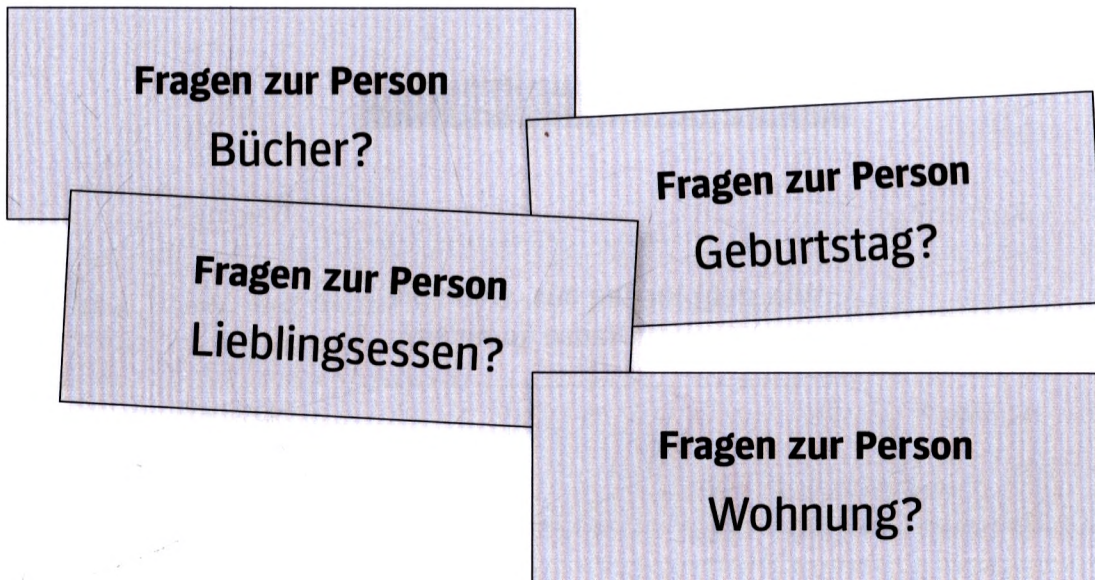 Fragen zur Person
Bücher?
Fragen zur Person
Geburtstag?
Fragen zur Person
Lieblingsessen?
Fragen zur Person
Wohnung?